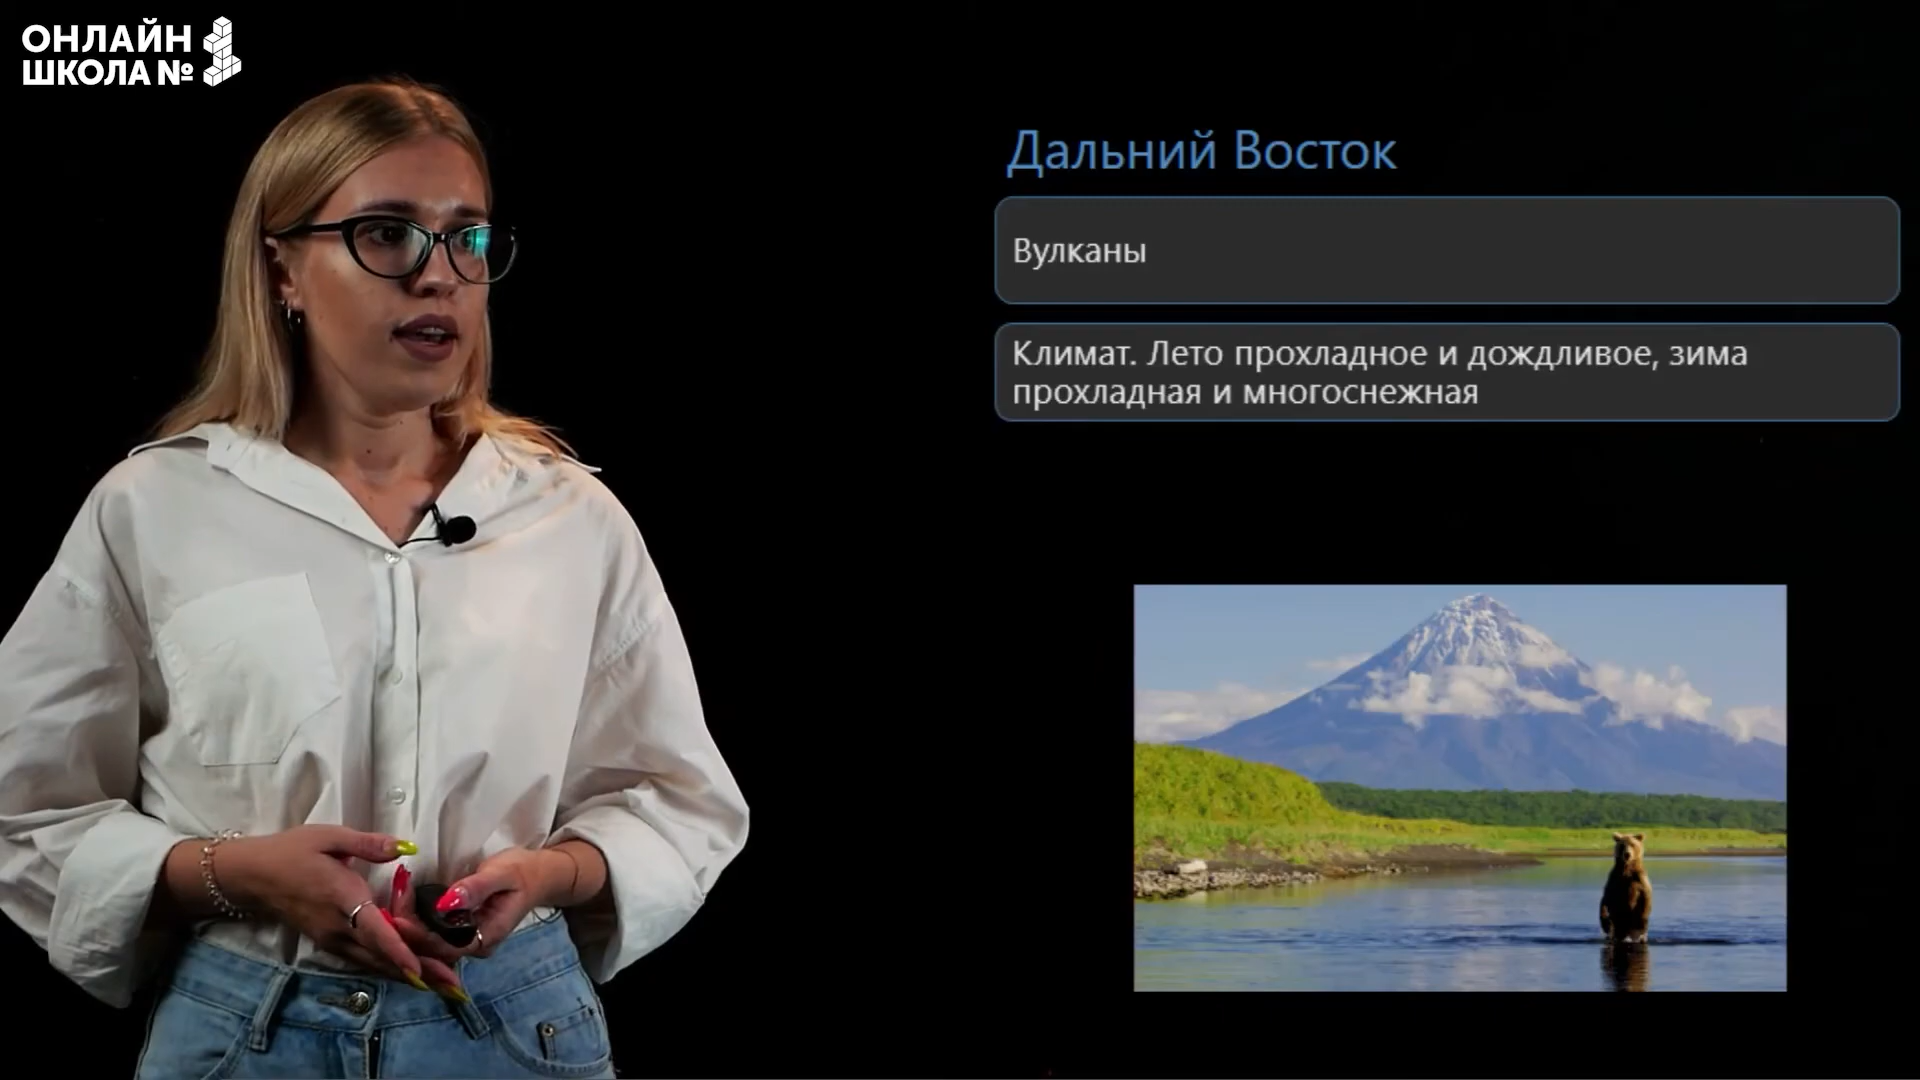 ОНЛАЙН
ШКОЛА №
Дальний Восток
Вулканы
Климат. Лето прохладное и дождливое, зима
прохладная и многоснежная